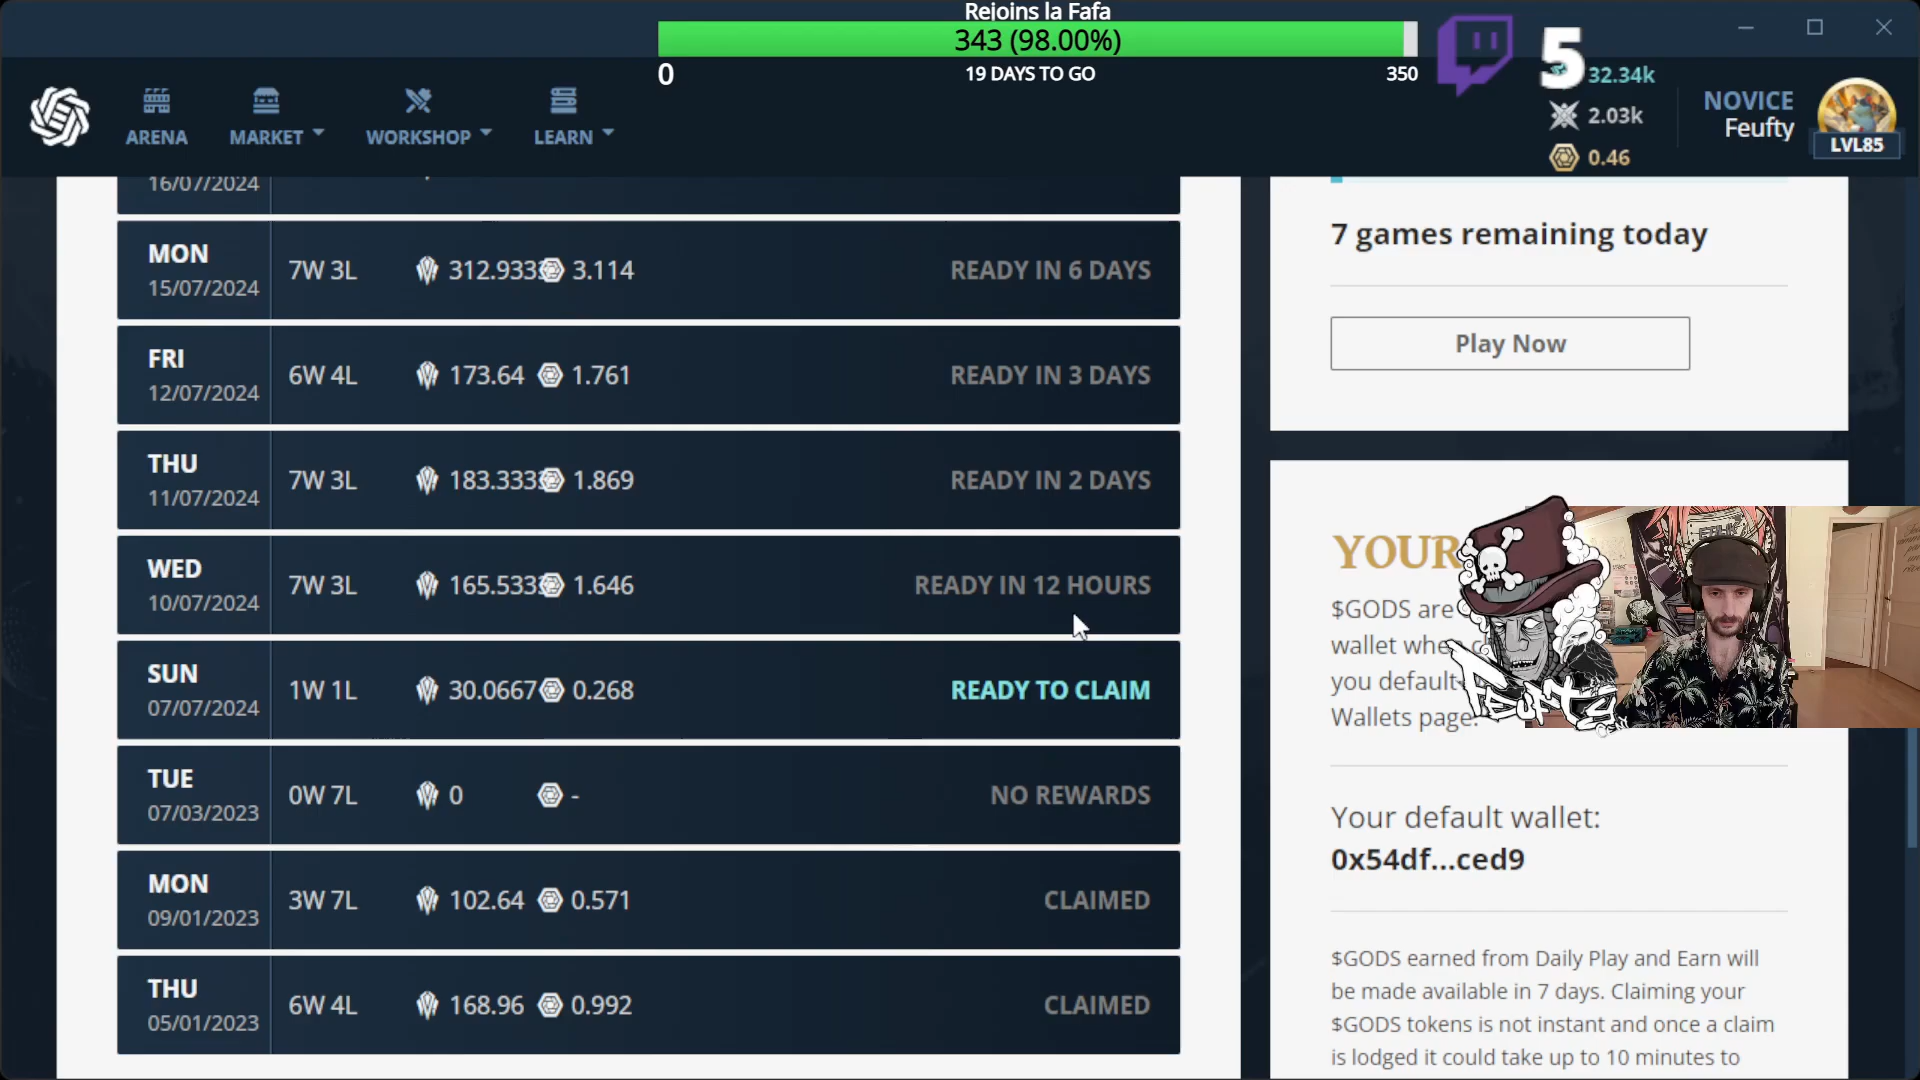 Rejoins la Fafa
343 (98.00%)
0
19 DAYS TO GO
350
5
32.34k
2.03k
0.46
NOVICE
Feufty
LVL85
ARENA
MARKET
WORKSHOP
LEARN
16/07/2024
MON
15/07/2024
7W 3L
312.933
3.114
READY IN 6 DAYS
FRI
12/07/2024
6W 4L
173.64
1.761
READY IN 3 DAYS
THU
11/07/2024
7W 3L
183.333
1.869
READY IN 2 DAYS
WED
10/07/2024
7W 3L
165.533
1.646
READY IN 12 HOURS
SUN
07/07/2024
1W 1L
30.0667
0.268
READY TO CLAIM
TUE
07/03/2023
0W 7L
0
-
NO REWARDS
MON
09/01/2023
3W 7L
102.64
0.571
CLAIMED
THU
05/01/2023
6W 4L
168.96
0.992
CLAIMED
7 games remaining today
Play Now
YOUR
$GODS are
wallet whe
you default
Wallets page.
Your default wallet:
0x54df...ced9
$GODS earned from Daily Play and Earn will
be made available in 7 days. Claiming your
$GODS tokens is not instant and once a claim
is lodged it could take up to 10 minutes to